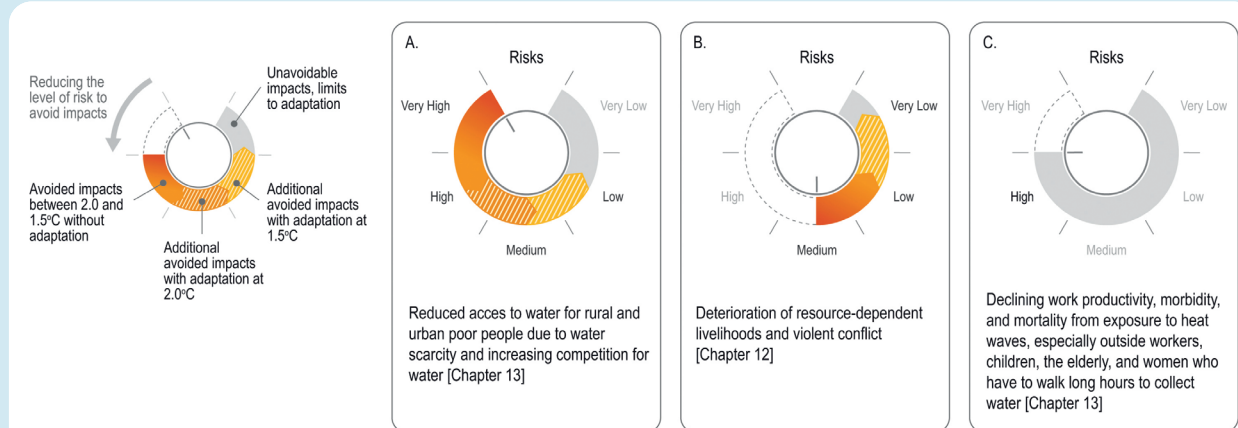 Reducing the
level of risk to
avoid impacts
Unavoidable
impacts, limits
to adaptation
Avoided impacts
between 2.0 and
1.5°C without
adaptation
Additional
avoided impacts
with adaptation at
2.0°C
Additional
avoided impacts
with adaptation at
1.5°C
A.
Risks
Very High
Very Low
High
Low
Medium
Reduced acces to water for rural and
urban poor people due to water
scarcity and increasing competition for
water [Chapter 13]
B.
Risks
Very High
Very Low
High
Low
Medium
Deterioration of resource-dependent
livelihoods and violent conflict
[Chapter 12]
C.
Risks
Very High
Very Low
High
Low
Medium
Declining work productivity, morbidity,
and mortality from exposure to heat
waves, especially outside workers,
children, the elderly, and women who
have to walk long hours to collect
water [Chapter 13]